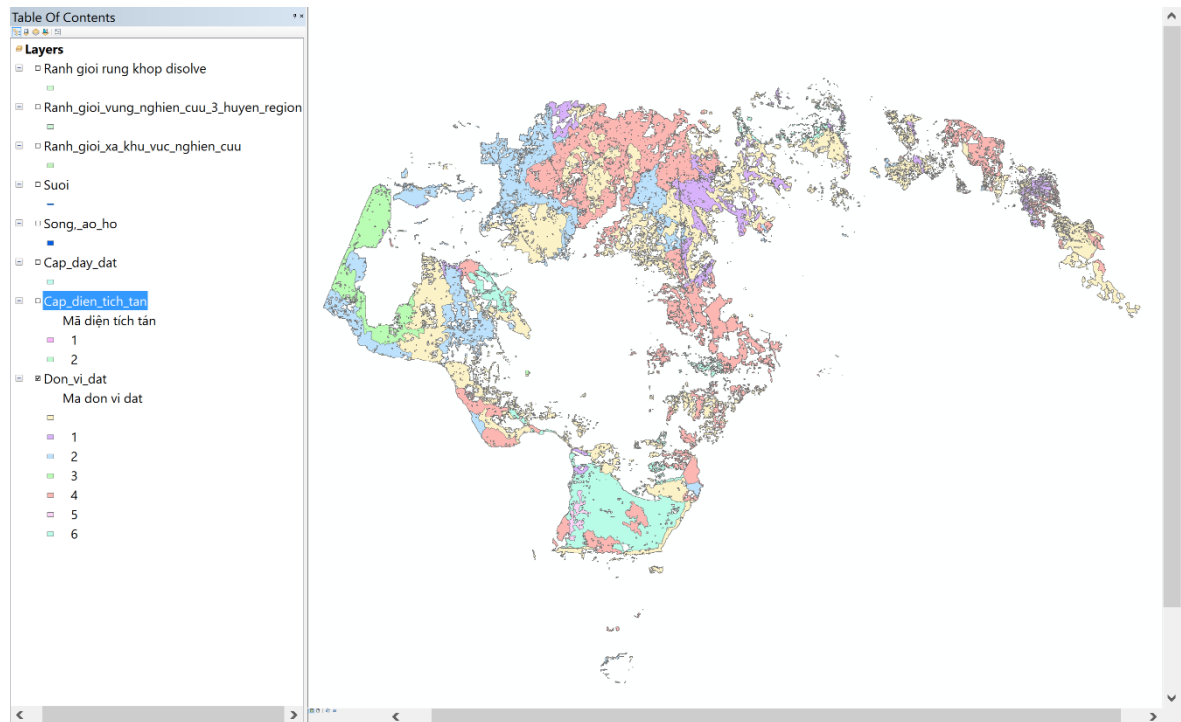 Table Of Contents
Layers
Ranh gioi rung khop disolve
Ranh_gioi_vung_nghien_cuu_3_huyen_region
Ranh_gioi_xa_khu_vuc_nghien_cuu
Suoi
Song,_ao_ho
Cap_day_dat
Cap_dien_tich_tan
Mã diện tích tán
1
2
Don_vi_dat
Ma don vi dat
1
2
3
4
5
6